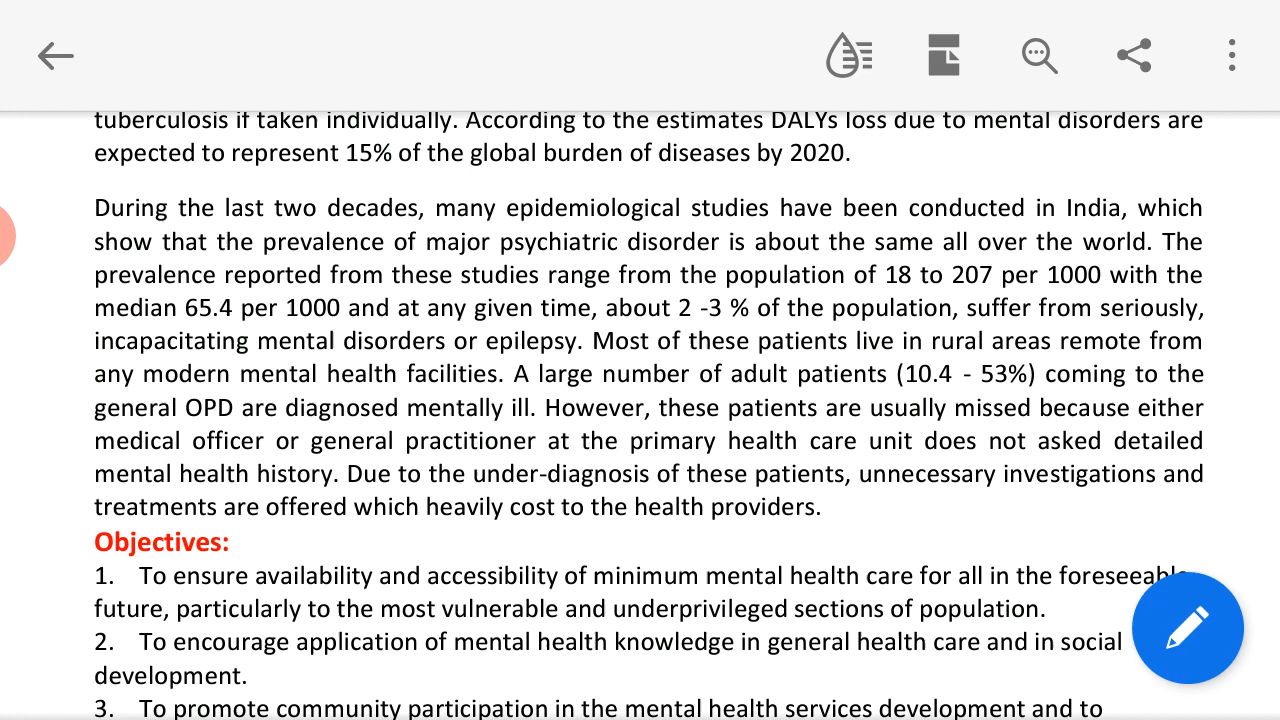 tuberculosis if taken individually. According to the estimates DALYs loss due to mental disorders are
expected to represent 15% of the global burden of diseases by 2020.
During the last two decades, many epidemiological studies have been conducted in India, which
show that the prevalence of major psychiatric disorder is about the same all over the world. The
prevalence reported from these studies range from the population of 18 to 207 per 1000 with the
median 65.4 per 1000 and at any given time, about 2 -3 % of the population, suffer from seriously,
incapacitating mental disorders or epilepsy. Most of these patients live in rural areas remote from
any modern mental health facilities. A large number of adult patients (10.4 - 53%) coming to the
general OPD are diagnosed mentally ill. However, these patients are usually missed because either
medical officer or general practitioner at the primary health care unit does not asked detailed
mental health history. Due to the under-diagnosis of these patients, unnecessary investigations and
treatments are offered which heavily cost to the health providers.
Objectives:
1. To ensure availability and accessibility of minimum mental health care for all in the foreseeable
future, particularly to the most vulnerable and underprivileged sections of population.
2. To encourage application of mental health knowledge in general health care and in social
development.
3. To promote community participation in the mental health services development and to